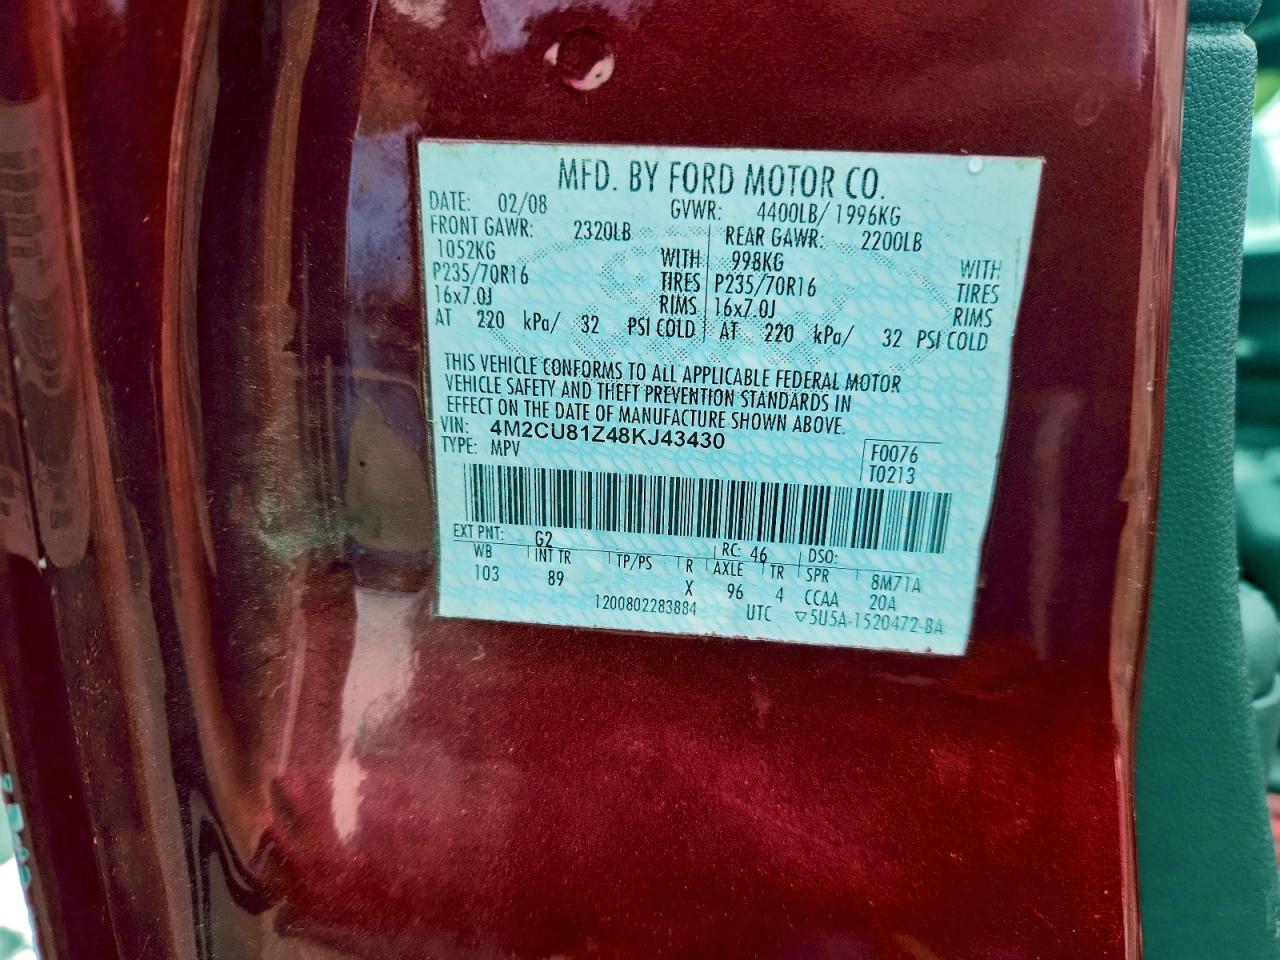 MFD. BY FORD MOTOR CO.
DATE: 02/08 GVWR: 4400LB/ 1996KG
FRONT GAWR: 2320LB REAR GAWR: 2200LB
1052KG WITH 998KG WITH
P235/70R16 TIRES P235/70R16 TIRES
16x7.0J RIMS 16x7.0J RIMS
AT 220 kPa/ 32 PSI COLD AT 220 kPa/ 32 PSI COLD
THIS VEHICLE CONFORMS TO ALL APPLICABLE FEDERAL MOTOR
VEHICLE SAFETY AND THEFT PREVENTION STANDARDS IN
EFFECT ON THE DATE OF MANUFACTURE SHOWN ABOVE.
VIN: 4M2CU81Z48KJ43430
TYPE: MPV
F0076
T0213
EXT PNT: G2 RC: 46 DSO:
WB INT TR TP/PS R AXLE TR SPR 8M71A
103 89 X 96 4 CCAA 20A
1200802283884 UTC ▽5U5A-1520472-BA